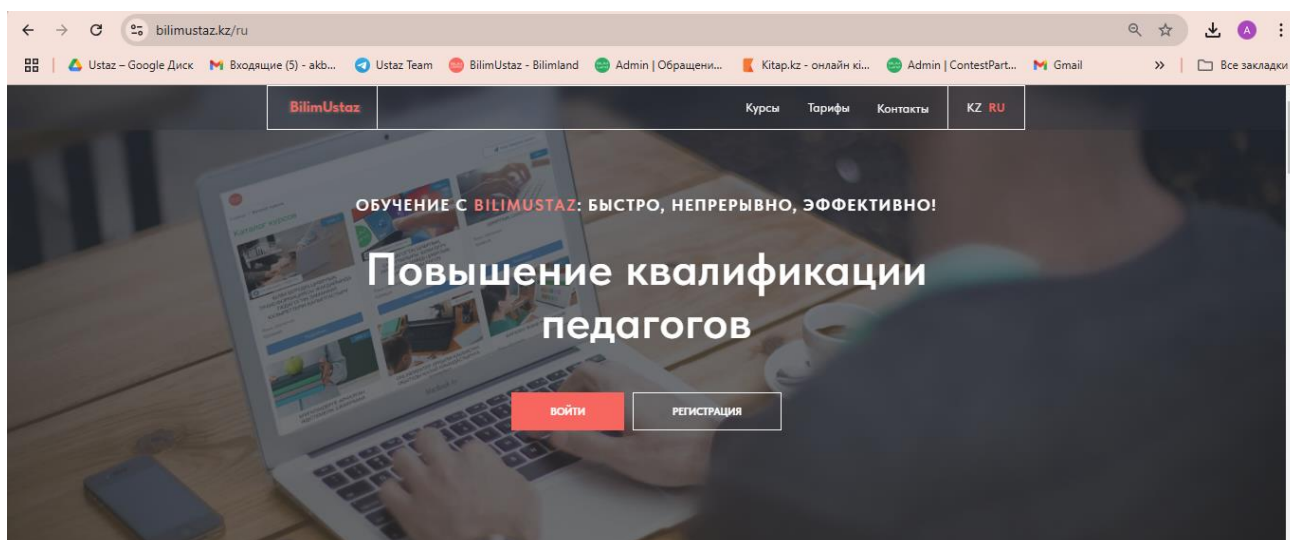 bilimustaz.kz/ru
A
Ustaz – Google Диск
Входящие (5) - akb...
Ustaz Team
BilimUstaz - Bilimland
Admin | Обращени...
Kitap.kz - онлайн кі...
Admin | ContestPart...
Gmail
»
Все закладки
BilimUstaz
Курсы
Тарифы
Контакты
KZ RU
ОБУЧЕНИЕ С BILIMUSTAZ: БЫСТРО, НЕПРЕРЫВНО, ЭФФЕКТИВНО!
Повышение квалификации
педагогов
ВОЙТИ
РЕГИСТРАЦИЯ
Каталог курсов